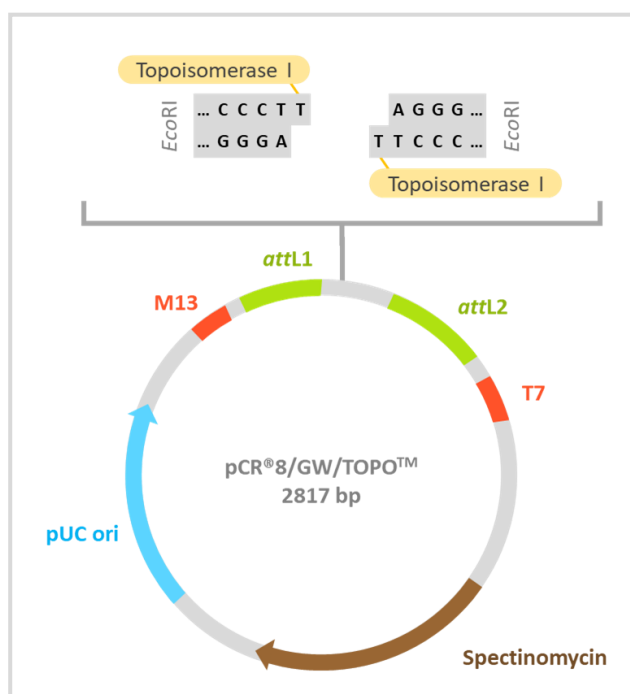 Topoisomerase I
EcoRI
... C C C T T
... G G G A
A G G G ...
T T C C C ...
EcoRI
Topoisomerase I
attL1
M13
attL2
T7
pCR®8/GW/TOPO™
2817 bp
pUC ori
Spectinomycin